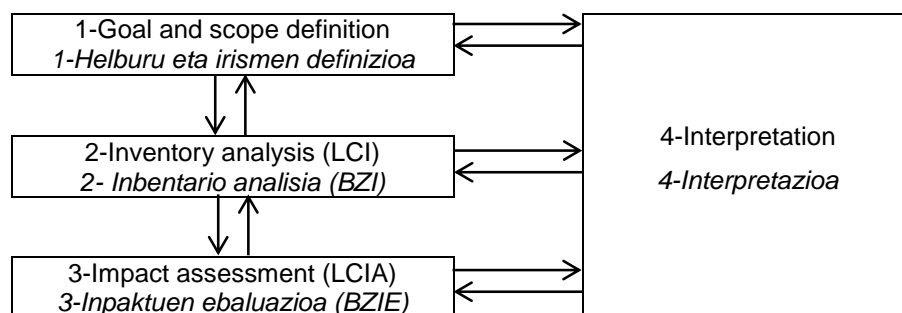 1-Goal and scope definition
1-Helburu eta irismen definizioa
2-Inventory analysis (LCI)
2- Inbentario analisia (BZI)
3-Impact assessment (LCIA)
3-Inpaktuen ebaluazioa (BZIE)
4-Interpretation
4-Interpretazioa